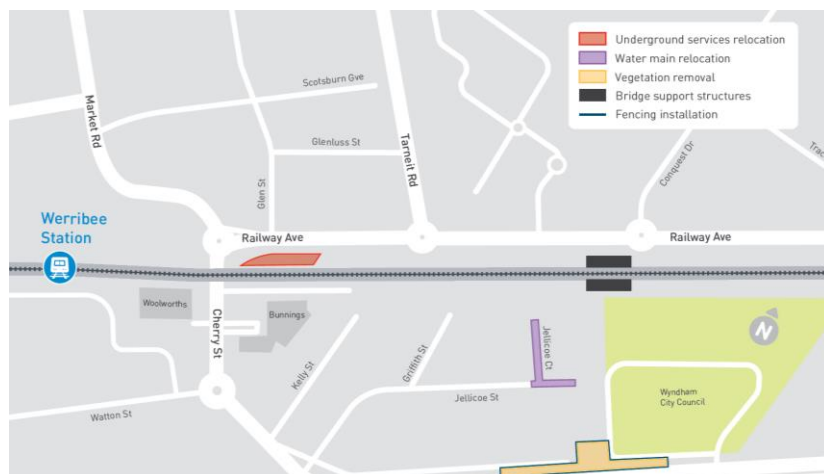 Underground services relocation
Water main relocation
Vegetation removal
Bridge support structures
Fencing installation
Scotsburn Gve
Market Rd
Glenluss St
Tarneit Rd
Conquest Dr
Glen St
Werribee
Station
Railway Ave
Railway Ave
Woolworths
Bunnings
Cherry St
N
Kelly St
Griffith St
Jellicoe Ct
Jellicoe St
Wyndham
City Council
Watton St